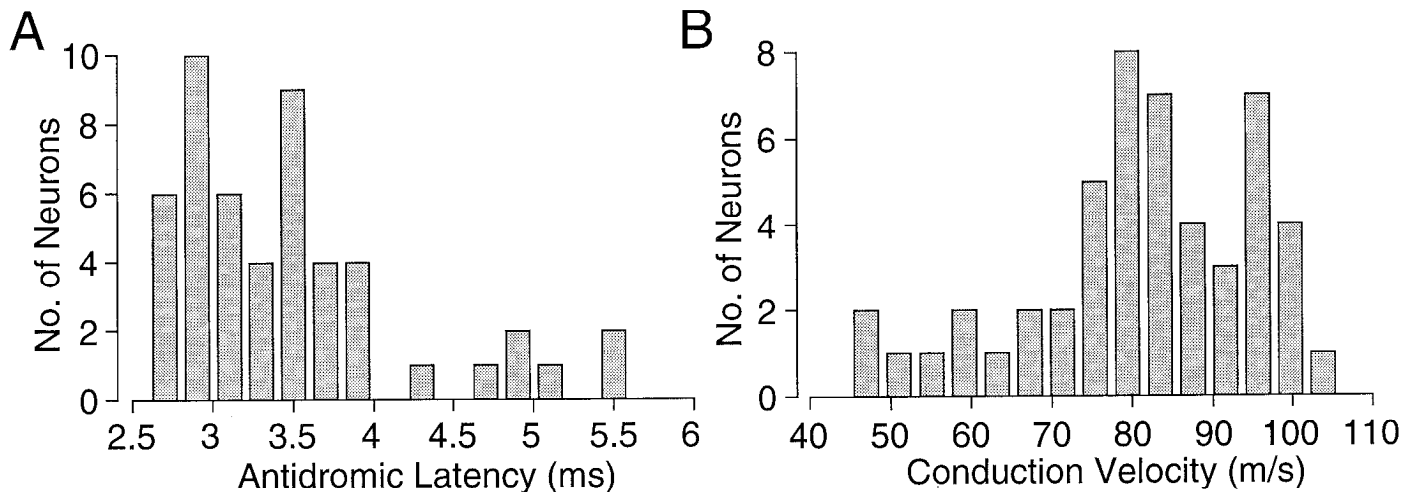 A
No. of Neurons
10
8
6
4
2
0
2.5 3 3.5 4 4.5 5 5.5 6
Antidromic Latency (ms)
B
No. of Neurons
8
6
4
2
0
40 50 60 70 80 90 100 110
Conduction Velocity (m/s)